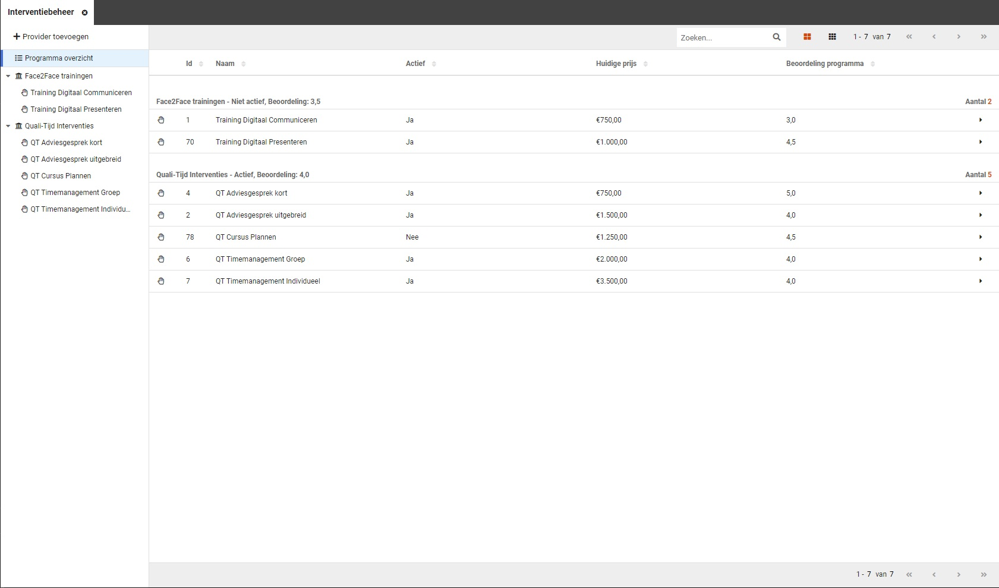 Interventiebeheer
Provider toevoegen
Zoeken...
1 - 7 van 7
Programma overzicht
Face2Face trainingen
Training Digitaal Communiceren
Training Digitaal Presenteren
Quali-Tijd Interventies
QT Adviesgesprek kort
QT Adviesgesprek uitgebreid
QT Cursus Plannen
QT Timemanagement Groep
QT Timemanagement Individu...
Id Naam Actief Huidige prijs Beoordeling programma
Face2Face trainingen - Niet actief, Beoordeling: 3,5 Aantal 2
1 Training Digitaal Communiceren Ja €750,00 3,0
70 Training Digitaal Presenteren Ja €1.000,00 4,5
Quali-Tijd Interventies - Actief, Beoordeling: 4,0 Aantal 5
4 QT Adviesgesprek kort Ja €750,00 5,0
2 QT Adviesgesprek uitgebreid Ja €1.500,00 4,0
78 QT Cursus Plannen Nee €1.250,00 4,5
6 QT Timemanagement Groep Ja €2.000,00 4,0
7 QT Timemanagement Individueel Ja €3.500,00 4,0
1 - 7 van 7